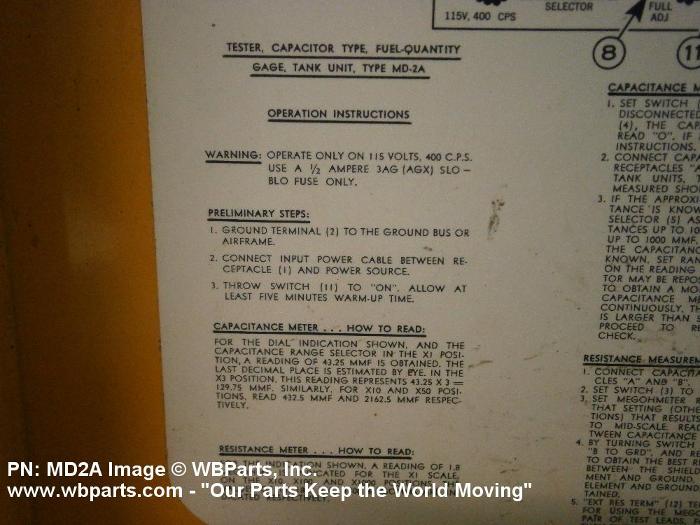 115V, 400 CPS
SELECTOR
FULL
ADJ
8
11
TESTER, CAPACITOR TYPE, FUEL-QUANTITY
GAGE, TANK UNIT, TYPE MD-2A
OPERATION INSTRUCTIONS
WARNING: OPERATE ONLY ON 115 VOLTS, 400 C.P.S.
USE A ½ AMPERE 3AG (AGX) SLO –
BLO FUSE ONLY.
PRELIMINARY STEPS:
1. GROUND TERMINAL (2) TO THE GROUND BUS OR
AIRFRAME.
2. CONNECT INPUT POWER CABLE BETWEEN RE-
CEPTACLE (1) AND POWER SOURCE.
3. THROW SWITCH (11) TO "ON". ALLOW AT
LEAST FIVE MINUTES WARM-UP TIME.
CAPACITANCE METER . . . HOW TO READ:
FOR THE DIAL INDICATION SHOWN, AND THE
CAPACITANCE RANGE SELECTOR IN THE X1 POSI-
TION, A READING OF 43.25 MMF IS OBTAINED. THE
LAST DECIMAL PLACE IS ESTIMATED BY EYE. IN THE
X3 POSITION, THIS READING REPRESENTS 43.25 X 3 =
129.75 MMF. SIMILARLY, FOR X10 AND X50 POSI-
TIONS, READ 432.5 MMF AND 2162.5 MMF RESPEC-
TIVELY.
RESISTANCE METER . . . HOW TO READ:
SHOWN, A READING OF 1.8
FOR THE X1 SCALE,
CAPACITANCE M
1. SET SWITCH (
DISCONNECTED
(4), THE CAP
READ "O". IF
INSTRUCTIONS.
2. CONNECT CAPA
RECEPTACLES "A
TANK UNITS, T
MEASURED SHO
3. IF THE APPROXI-
TANCE IS KNOW
SELECTOR (5) AS
TANCES UP TO 10
UP TO 1000 MMF.
THE CAPACITANC
KNOWN, SET RAN
ON THE READING
TOR MAY BE REPOS
TO OBTAIN A MO
CAPACITANCE M
CONTINUOUSLY. TH
IS LARGER THAN S
PROCEED TO RE
CHECK.
RESISTANCE MEASUREM
1. CONNECT CAPACITA
CLES "A" AND "B".
2. SET SWITCH (3) TO
3. SET MEGOHMETER R
THAT SETTING (OTHE
TIONS) THAT RESULTS
TO MID-SCALE. READ
TWEEN CAPACITANCE
4. BY TURNING SWITCH
"B TO GRD", AND RE
TO OBTAIN THE BEST R
BETWEEN THE SHIELD
MENT AND GROUND,
ELEMENT AND GROUND
TAINED.
5. "EXT RES TERM" (12) TE
FOR USING THE MEGO
PAIR OF TEST LEADS
PN: MD2A Image © WBParts, Inc.
www.wbparts.com - "Our Parts Keep the World Moving"